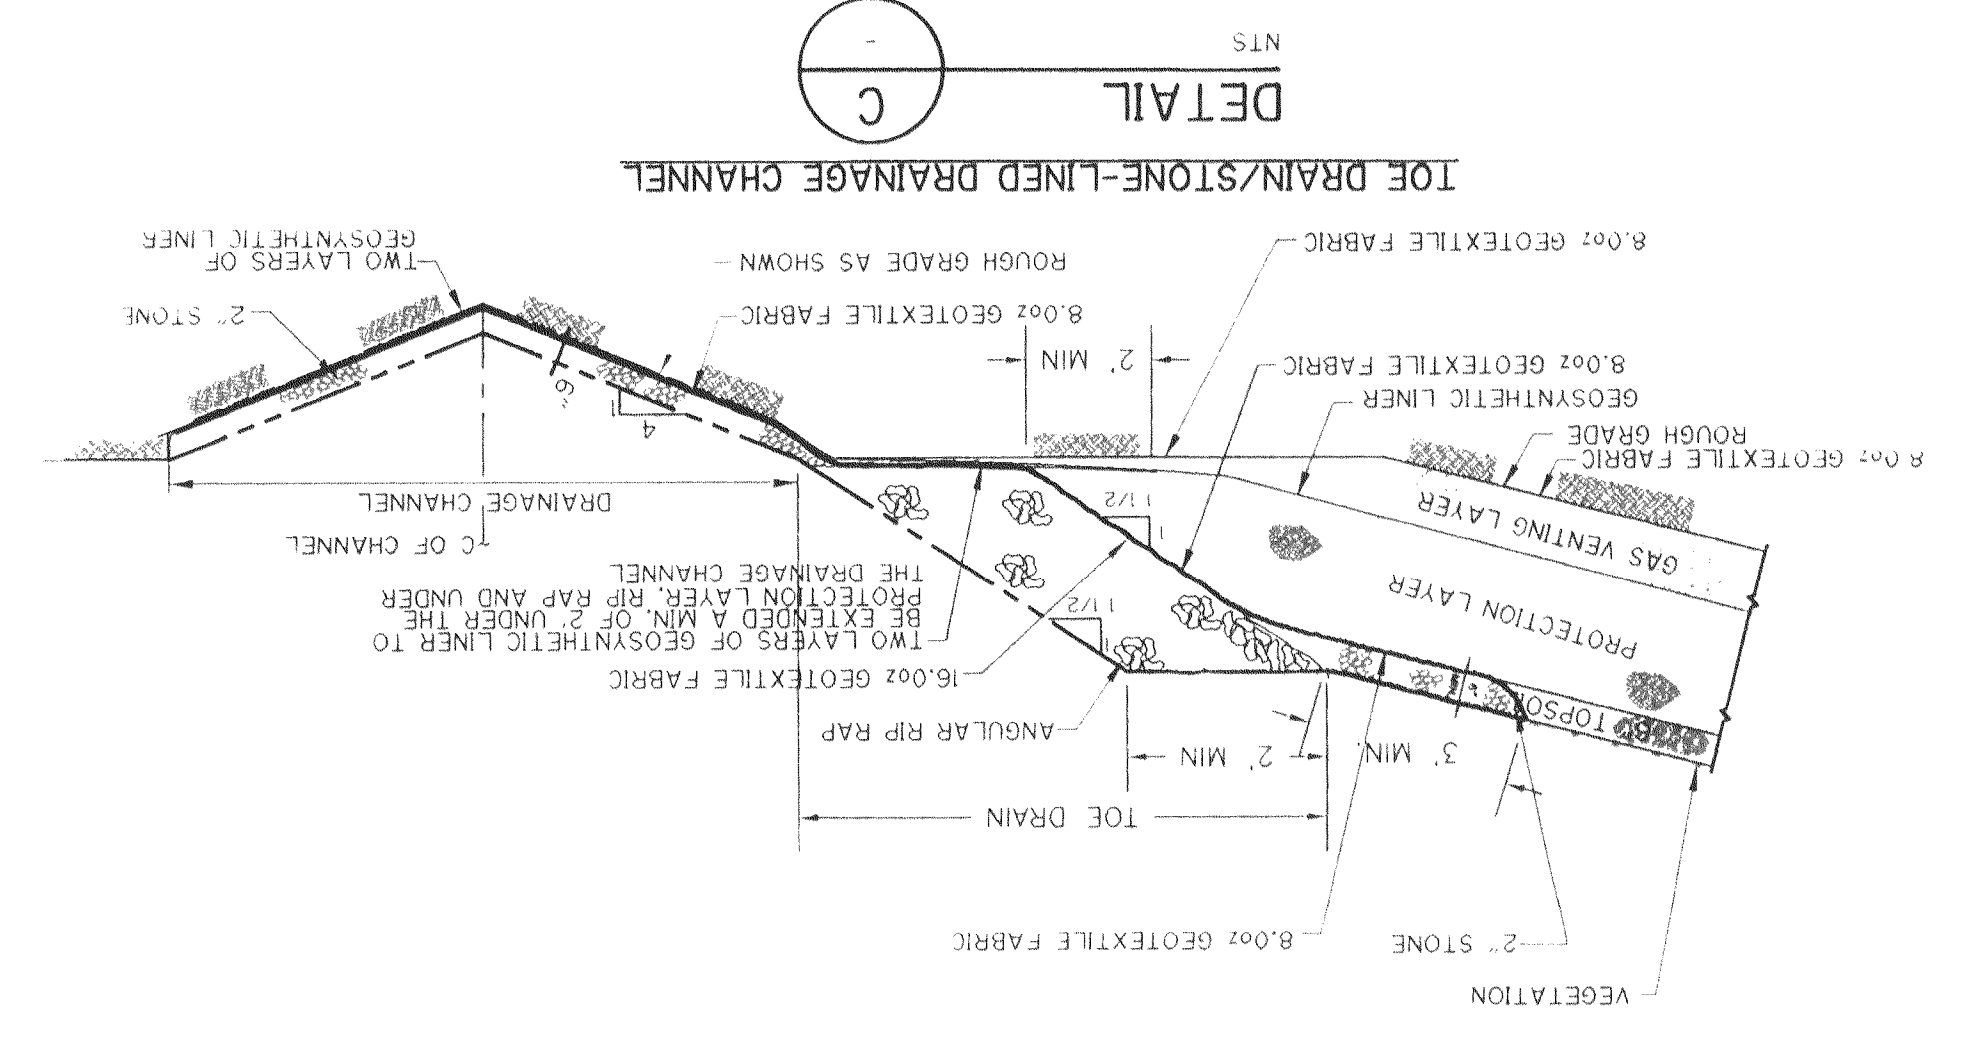 VEGETATION
2" STONE
8.0oz GEOTEXTILE FABRIC
TOE DRAIN
3' MIN.
2' MIN
ANGULAR RIP RAP
16.0oz GEOTEXTILE FABRIC
TWO LAYERS OF GEOSYNTHETIC LINER TO
BE EXTENDED A MIN. OF 2' UNDER THE
PROTECTION LAYER, RIP RAP AND UNDER
THE DRAINAGE CHANNEL
TOPSOIL
PROTECTION LAYER
GAS VENTING LAYER
1
1 1/2
1
1 1/2
C OF CHANNEL
DRAINAGE CHANNEL
8.0oz GEOTEXTILE FABRIC
ROUGH GRADE
GEOSYNTHETIC LINER
8.0oz GEOTEXTILE FABRIC
2' MIN
4
1
6"
8.0oz GEOTEXTILE FABRIC
2" STONE
8.0oz GEOTEXTILE FABRIC
ROUGH GRADE AS SHOWN
TWO LAYERS OF
GEOSYNTHETIC LINER
TOE DRAIN/STONE-LINED DRAINAGE CHANNEL
DETAIL
C
NTS
-